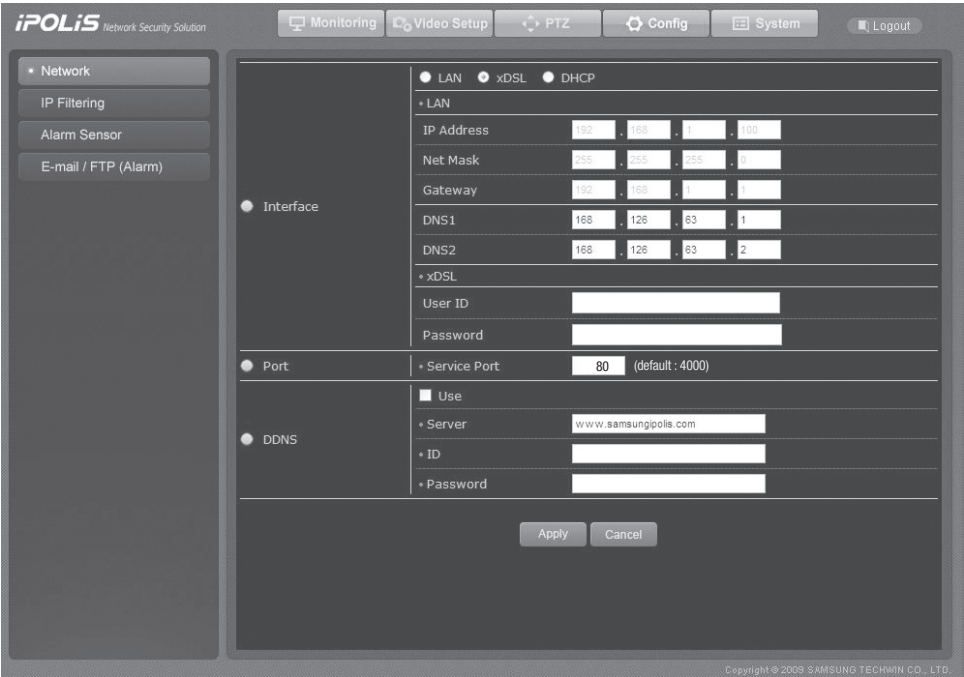 iPOLiS Network Security Solution
Monitoring Video Setup PTZ Config System Logout
Network
IP Filtering
Alarm Sensor
E-mail / FTP (Alarm)
LAN xDSL DHCP
LAN
IP Address 192 . 168 . 1 . 100
Net Mask 255 . 255 . 255 . 0
Gateway 192 . 168 . 1 . 1
Interface
DNS1 168 . 126 . 63 . 1
DNS2 168 . 126 . 63 . 2
xDSL
User ID
Password
Port Service Port 80 (default : 4000)
Use
Server www.samsungipolis.com
DDNS
ID
Password
Apply Cancel
Copyright @ 2009 SAMSUNG TECHWIN CO., LTD.